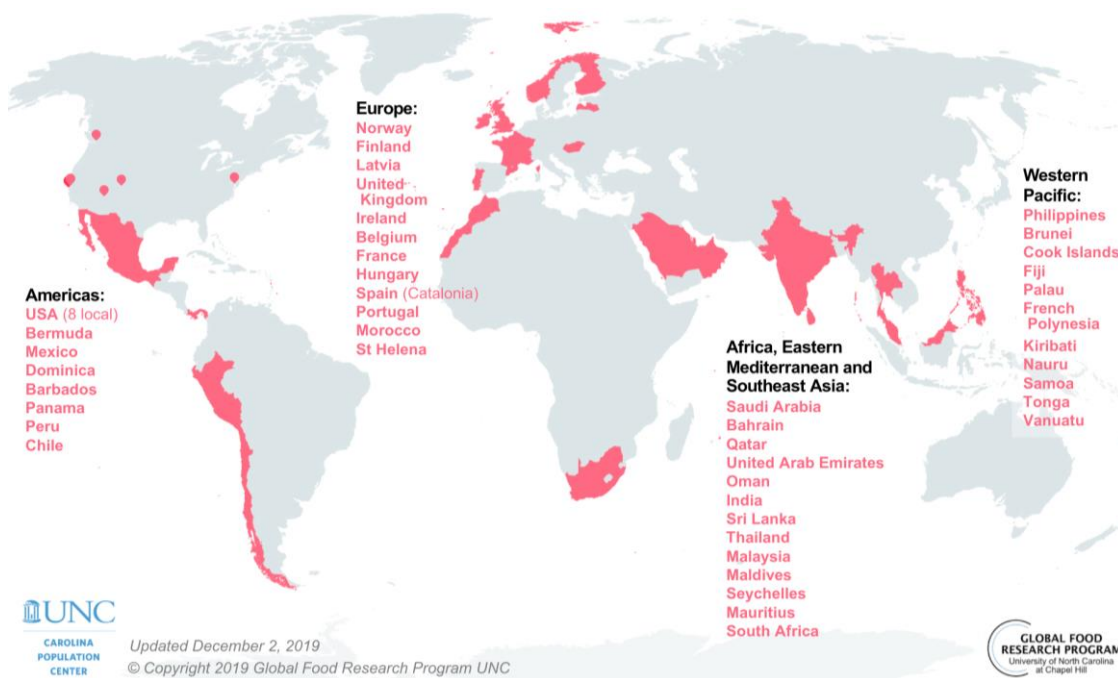 Europe:
Norway
Finland
Latvia
United
Kingdom
Ireland
Belgium
France
Hungary
Spain (Catalonia)
Portugal
Morocco
St Helena
Americas:
USA (8 local)
Bermuda
Mexico
Dominica
Barbados
Panama
Peru
Chile
Africa, Eastern
Mediterranean and
Southeast Asia:
Saudi Arabia
Bahrain
Qatar
United Arab Emirates
Oman
India
Sri Lanka
Thailand
Malaysia
Maldives
Seychelles
Mauritius
South Africa
Western
Pacific:
Philippines
Brunei
Cook Islands
Fiji
Palau
French
Polynesia
Kiribati
Nauru
Samoa
Tonga
Vanuatu
UNC
CAROLINA
POPULATION
CENTER
Updated December 2, 2019
© Copyright 2019 Global Food Research Program UNC
GLOBAL FOOD
RESEARCH PROGRAM
University of North Carolina
at Chapel Hill